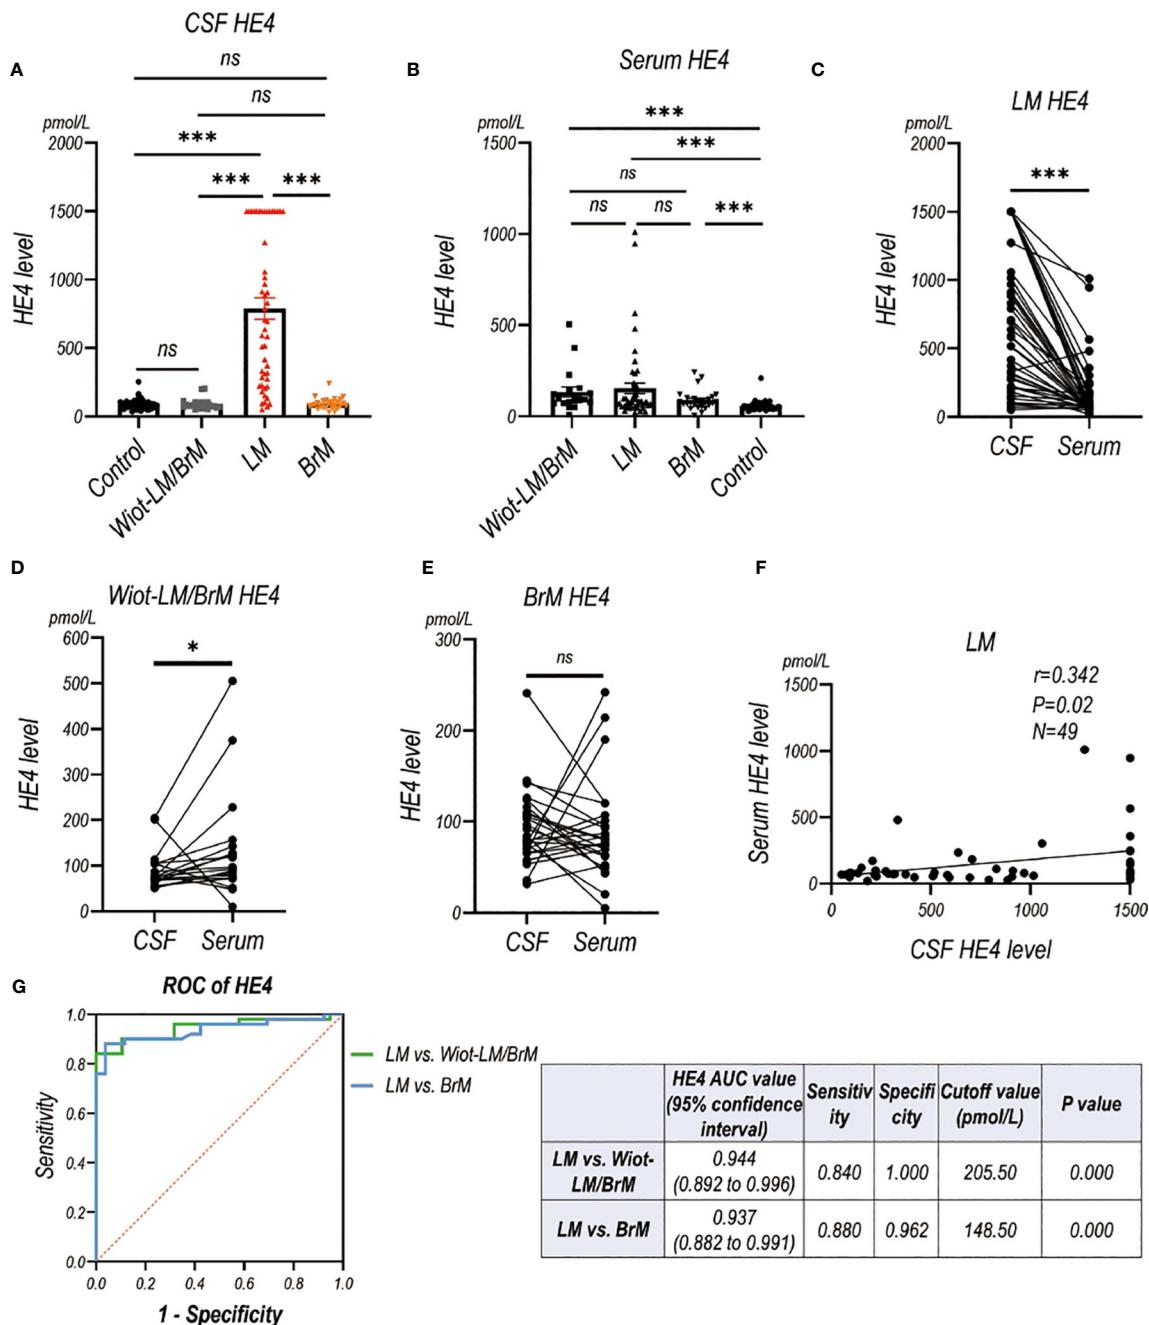 A
CSF HE4
ns
ns
***
*** ***
ns
pmol/L
2000
1500
1000
500
0
HE4 level
Control
Wiot-LM/BrM
LM
BrM
B
Serum HE4
***
***
ns
ns ns ***
pmol/L
1500
1000
500
0
HE4 level
Wiot-LM/BrM
LM
BrM
Control
C
LM HE4
***
pmol/L
2000
1500
1000
500
0
HE4 level
CSF Serum
D
Wiot-LM/BrM HE4
*
pmol/L
600
500
400
300
200
100
0
HE4 level
CSF Serum
E
BrM HE4
ns
pmol/L
300
200
100
0
HE4 level
CSF Serum
F
LM
r=0.342
P=0.02
N=49
pmol/L
1500
1000
500
0
Serum HE4 level
0 500 1000 1500
CSF HE4 level
G
ROC of HE4
1.0
0.8
0.6
0.4
0.2
0.0
Sensitivity
0.0 0.2 0.4 0.6 0.8 1.0
1 - Specificity
LM vs. Wiot-LM/BrM
LM vs. BrM
HE4 AUC value
(95% confidence
interval)
Sensitiv
ity
Specifi
city
Cutoff value
(pmol/L)
P value
LM vs. Wiot-
LM/BrM
0.944
(0.892 to 0.996)
0.840
1.000
205.50
0.000
LM vs. BrM
0.937
(0.882 to 0.991)
0.880
0.962
148.50
0.000